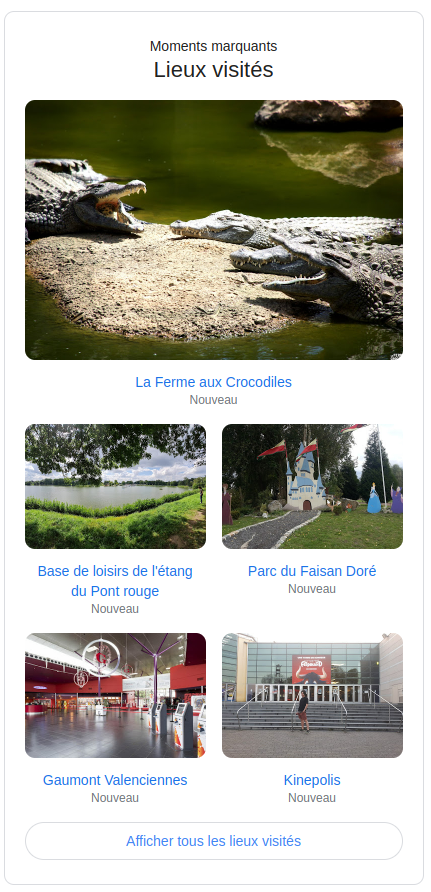 Moments marquants
Lieux visités
La Ferme aux Crocodiles
Nouveau
Base de loisirs de l'étang
du Pont rouge
Nouveau
Parc du Faisan Doré
Nouveau
Gaumont Valenciennes
Nouveau
Kinepolis
Nouveau
Afficher tous les lieux visités